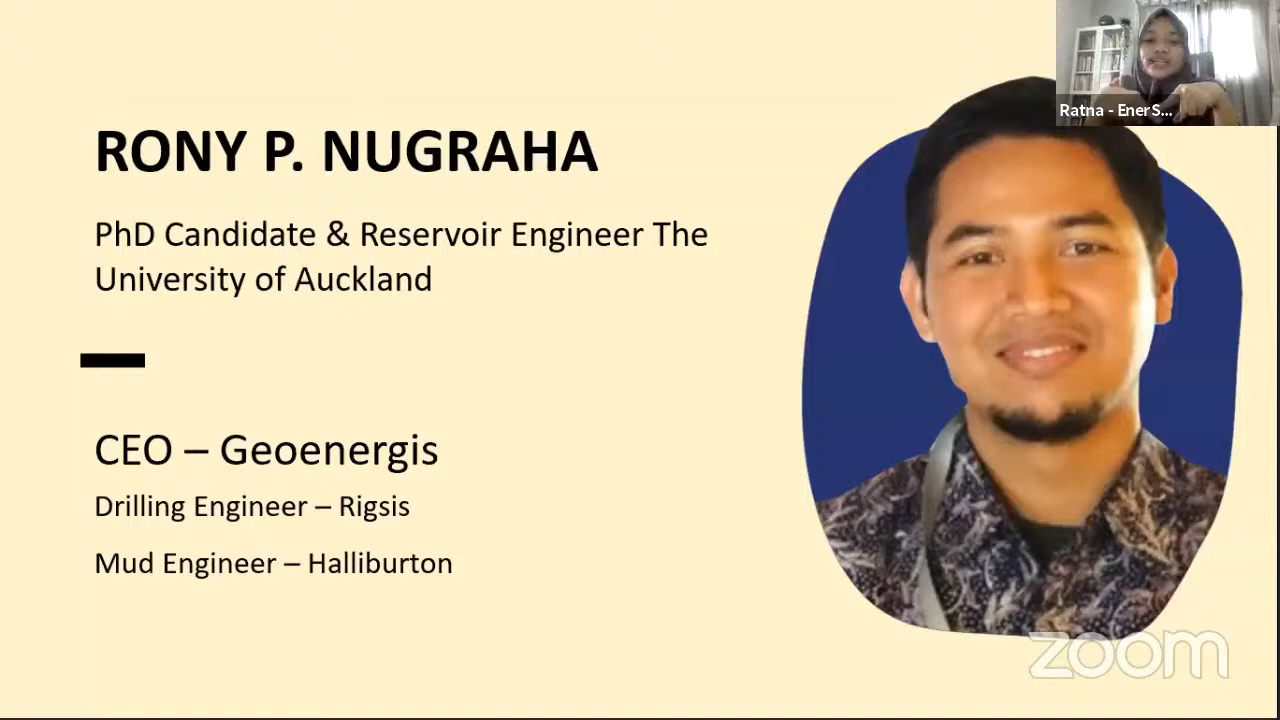 RONY P. NUGRAHA
PhD Candidate & Reservoir Engineer The
University of Auckland
CEO – Geoenergis
Drilling Engineer – Rigsis
Mud Engineer – Halliburton
Ratna - EnerS...
zoom